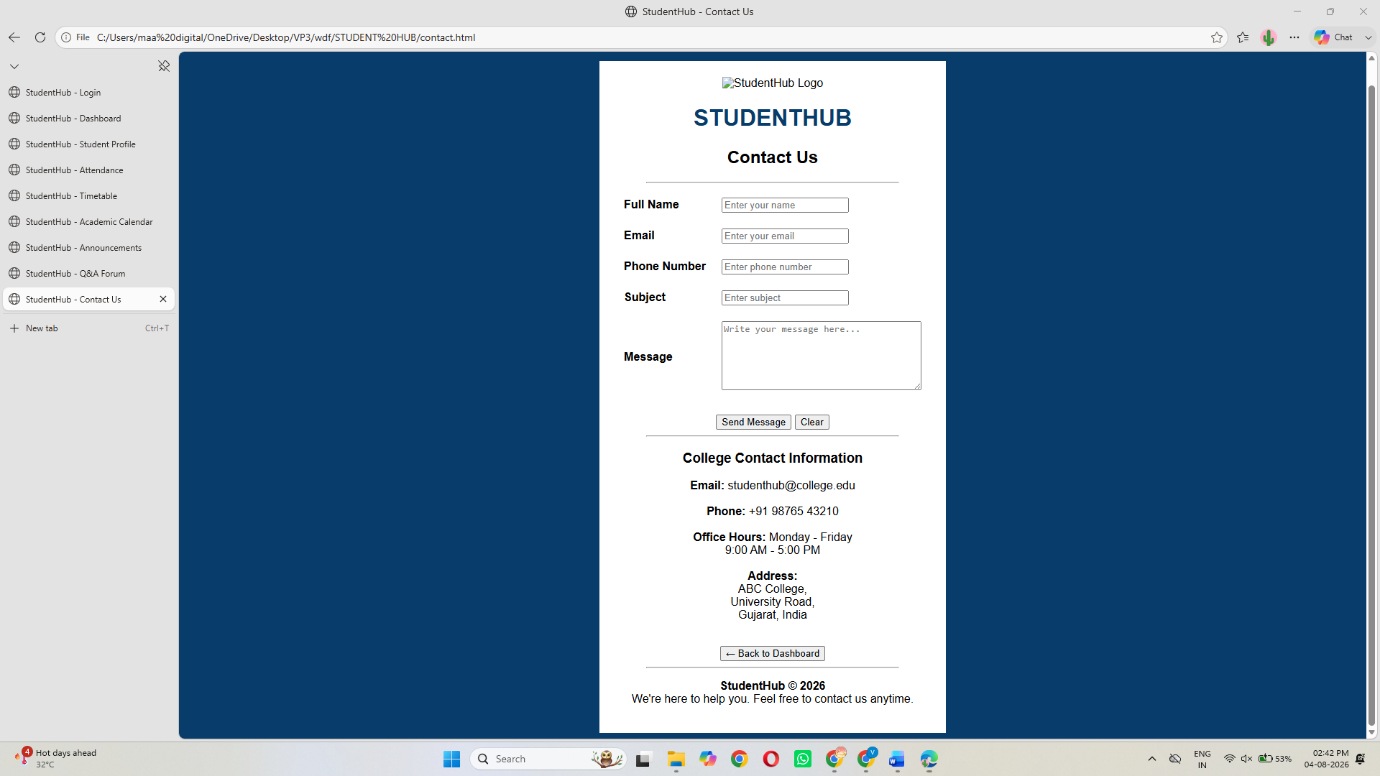 StudentHub - Contact Us
File C:/Users/maa%20digital/OneDrive/Desktop/VP3/wdf/STUDENT%20HUB/contact.html
Chat
StudentHub - Login
StudentHub - Dashboard
StudentHub - Student Profile
StudentHub - Attendance
StudentHub - Timetable
StudentHub - Academic Calendar
StudentHub - Announcements
StudentHub - Q&A Forum
StudentHub - Contact Us
New tab Ctrl+T
StudentHub Logo
STUDENTHUB
Contact Us
Full Name Enter your name
Email Enter your email
Phone Number Enter phone number
Subject Enter subject
Message Write your message here...
Send Message Clear
College Contact Information
Email: studenthub@college.edu
Phone: +91 98765 43210
Office Hours: Monday - Friday
9:00 AM - 5:00 PM
Address:
ABC College,
University Road,
Gujarat, India
← Back to Dashboard
StudentHub © 2026
We're here to help you. Feel free to contact us anytime.
4 Hot days ahead
32°C
Search
V
W
ENG
IN
53%
02:42 PM
04-08-2026